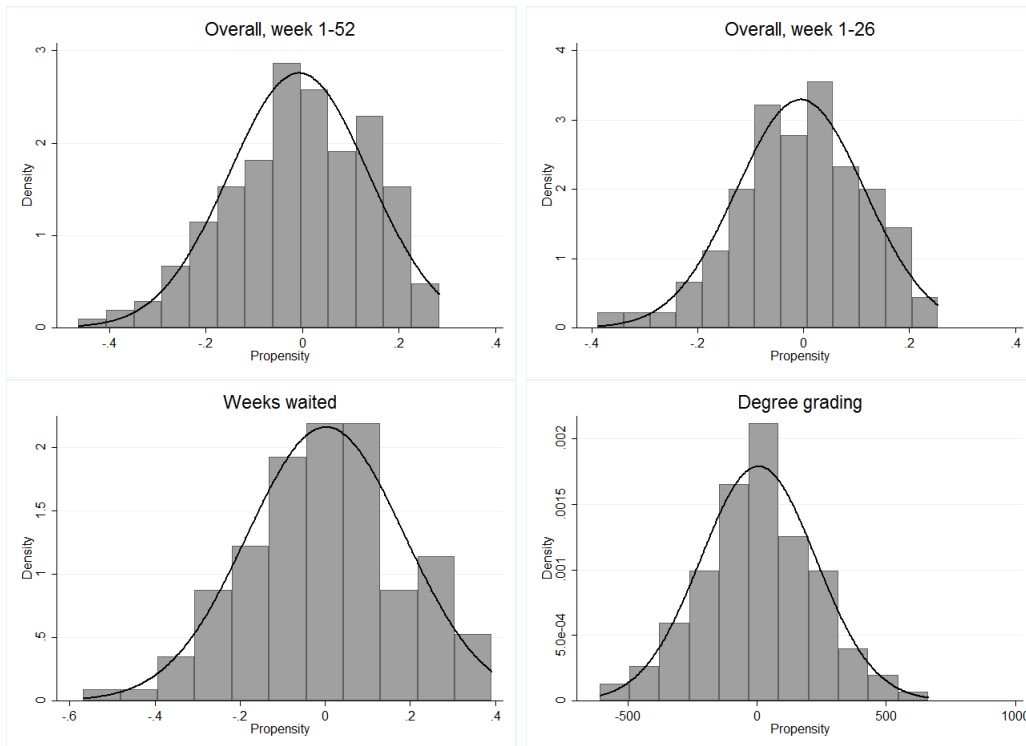 Overall, week 1-52
Density
0
1
2
3
-.4
-.2
0
.2
.4
Propensity
Overall, week 1-26
Density
0
1
2
3
4
-.4
-.2
0
.2
.4
Propensity
Weeks waited
Density
0
.5
1
1.5
2
-.6
-.4
-.2
0
.2
.4
Propensity
Degree grading
Density
0
5.0e-04
.001
.0015
.002
-500
0
500
1000
Propensity